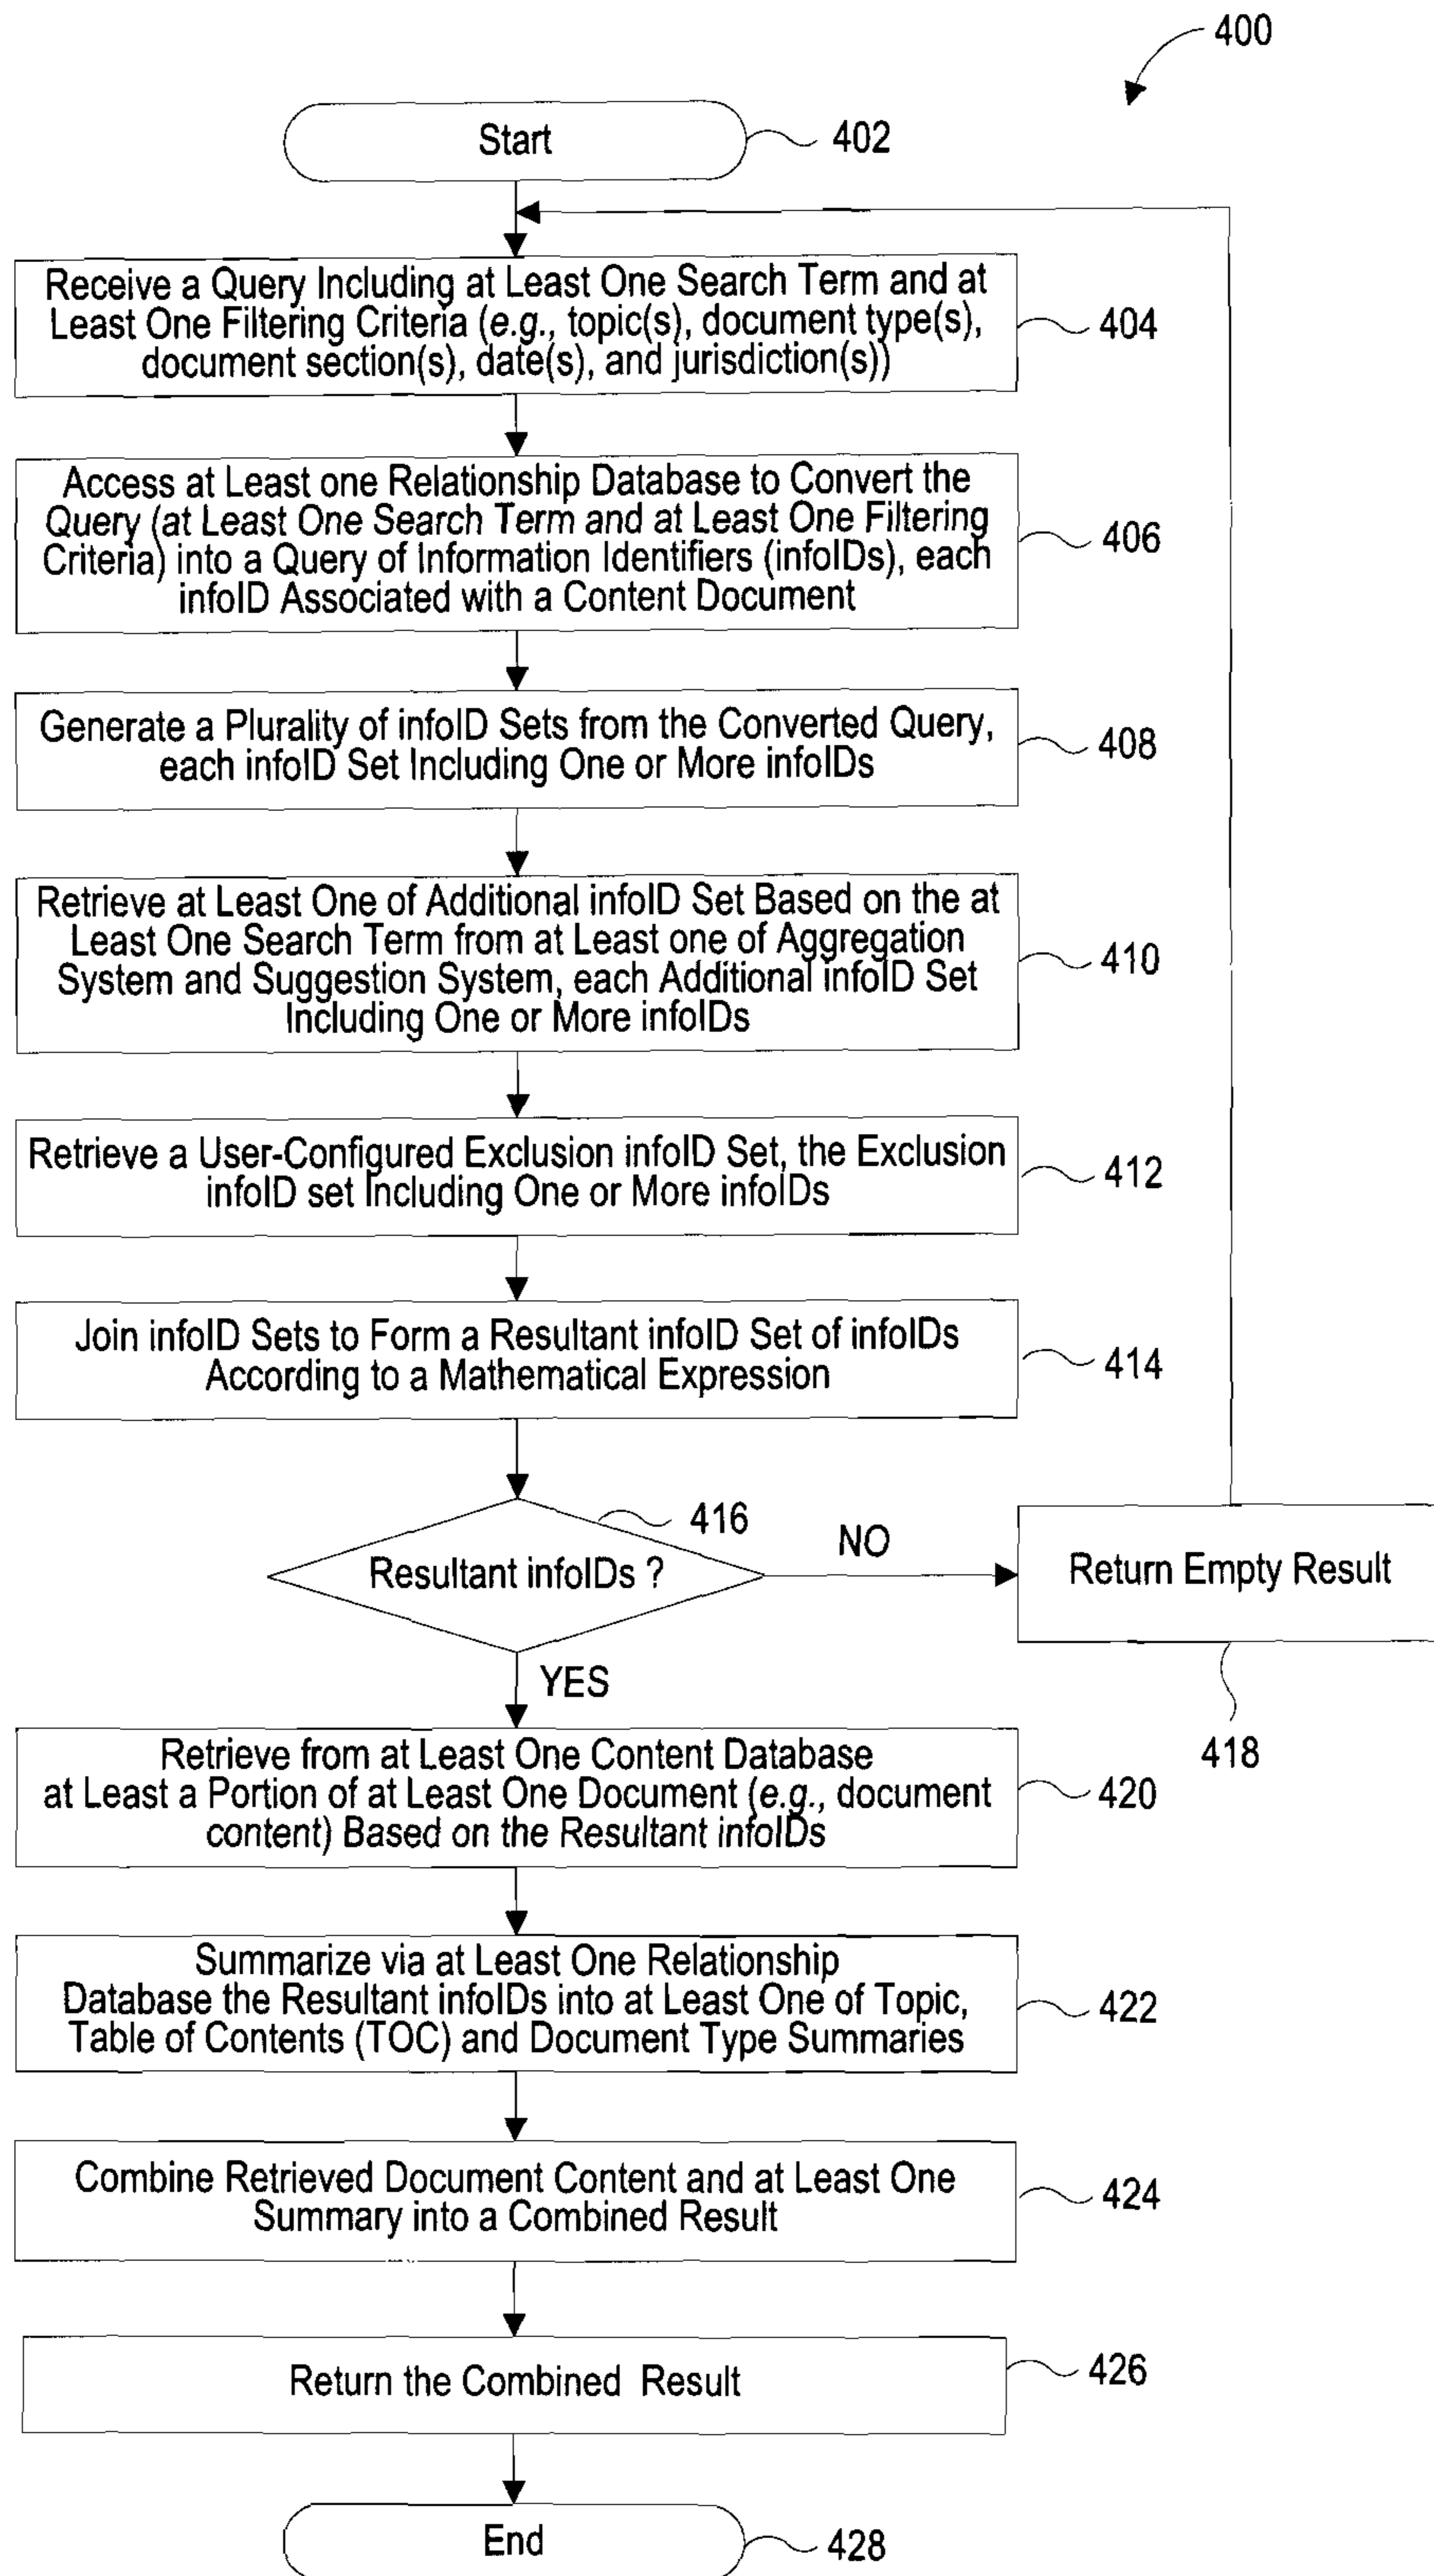 400
Start
402
Receive a Query Including at Least One Search Term and at
Least One Filtering Criteria (e.g., topic(s), document type(s),
document section(s), date(s), and jurisdiction(s))
404
Access at Least one Relationship Database to Convert the
Query (at Least One Search Term and at Least One Filtering
Criteria) into a Query of Information Identifiers (infoIDs), each
infoID Associated with a Content Document
406
Generate a Plurality of infoID Sets from the Converted Query,
each infoID Set Including One or More infoIDs
408
Retrieve at Least One of Additional infoID Set Based on the at
Least One Search Term from at Least one of Aggregation
System and Suggestion System, each Additional infoID Set
Including One or More infoIDs
410
Retrieve a User-Configured Exclusion infoID Set, the Exclusion
infoID set Including One or More infoIDs
412
Join infoID Sets to Form a Resultant infoID Set of infoIDs
According to a Mathematical Expression
414
416
Resultant infoIDs ?
NO
Return Empty Result
418
YES
Retrieve from at Least One Content Database
at Least a Portion of at Least One Document (e.g., document
content) Based on the Resultant infoIDs
420
Summarize via at Least One Relationship
Database the Resultant infoIDs into at Least One of Topic,
Table of Contents (TOC) and Document Type Summaries
422
Combine Retrieved Document Content and at Least One
Summary into a Combined Result
424
Return the Combined Result
426
End
428